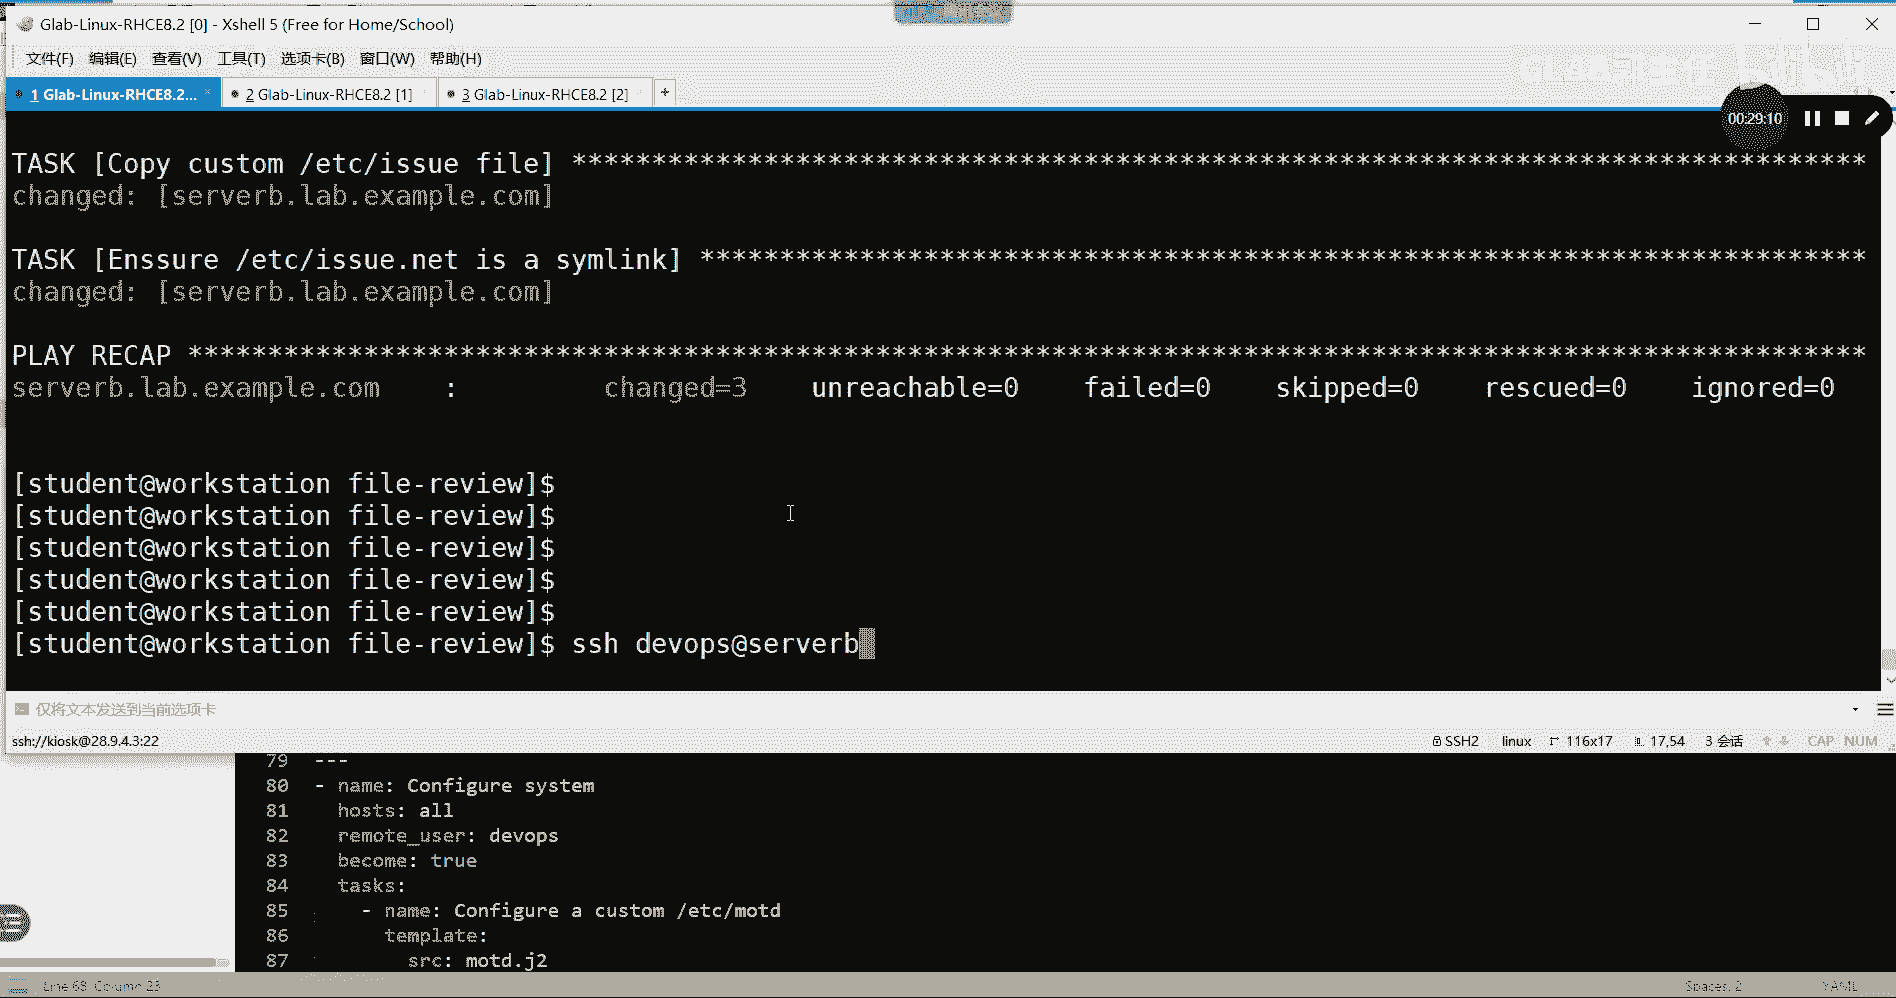 Glab-Linux-RHCE8.2 [0] - Xshell 5 (Free for Home/School)
文件(F) 编辑(E) 查看(V) 工具(T) 选项卡(B) 窗口(W) 帮助(H)
1 Glab-Linux-RHCE8.2... × 2 Glab-Linux-RHCE8.2 [1] 3 Glab-Linux-RHCE8.2 [2] +
00:29:10
TASK [Copy custom /etc/issue file] *********************************************************************************
changed: [serverb.lab.example.com]
TASK [Enssure /etc/issue.net is a symlink] *************************************************************************
changed: [serverb.lab.example.com]
PLAY RECAP *********************************************************************************************************
serverb.lab.example.com : changed=3 unreachable=0 failed=0 skipped=0 rescued=0 ignored=0
[student@workstation file-review]$
[student@workstation file-review]$
[student@workstation file-review]$
[student@workstation file-review]$
[student@workstation file-review]$
[student@workstation file-review]$ ssh devops@serverb
仅将文本发送到当前选项卡
ssh://kiosk@28.9.4.3:22 SSH2 linux 116x17 17,54 3 会话 CAP NUM
79 ---
80 - name: Configure system
81 hosts: all
82 remote_user: devops
83 become: true
84 tasks:
85 - name: Configure a custom /etc/motd
86 template:
87 src: motd.j2
Line 68, Column 23 Spaces: 2 YAML